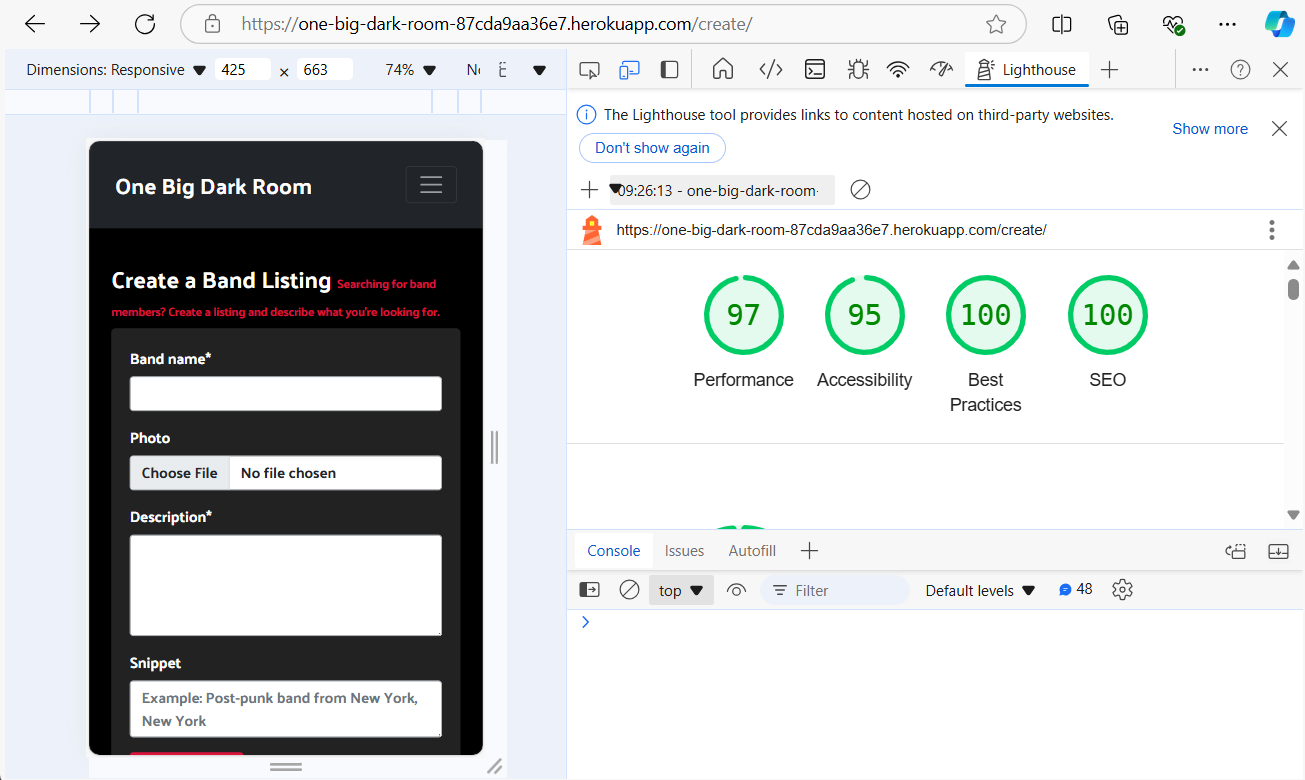 https://one-big-dark-room-87cda9aa36e7.herokuapp.com/create/
Dimensions: Responsive 425 × 663 74%
Lighthouse
The Lighthouse tool provides links to content hosted on third-party websites.
Don't show again
Show more
09:26:13 - one-big-dark-room-
https://one-big-dark-room-87cda9aa36e7.herokuapp.com/create/
97 95 100 100
Performance Accessibility Best Practices SEO
One Big Dark Room
Create a Band Listing Searching for band
members? Create a listing and describe what you're looking for.
Band name*
Photo
Choose File No file chosen
Description*
Snippet
Example: Post-punk band from New York,
New York
Console Issues Autofill
top Filter Default levels 48